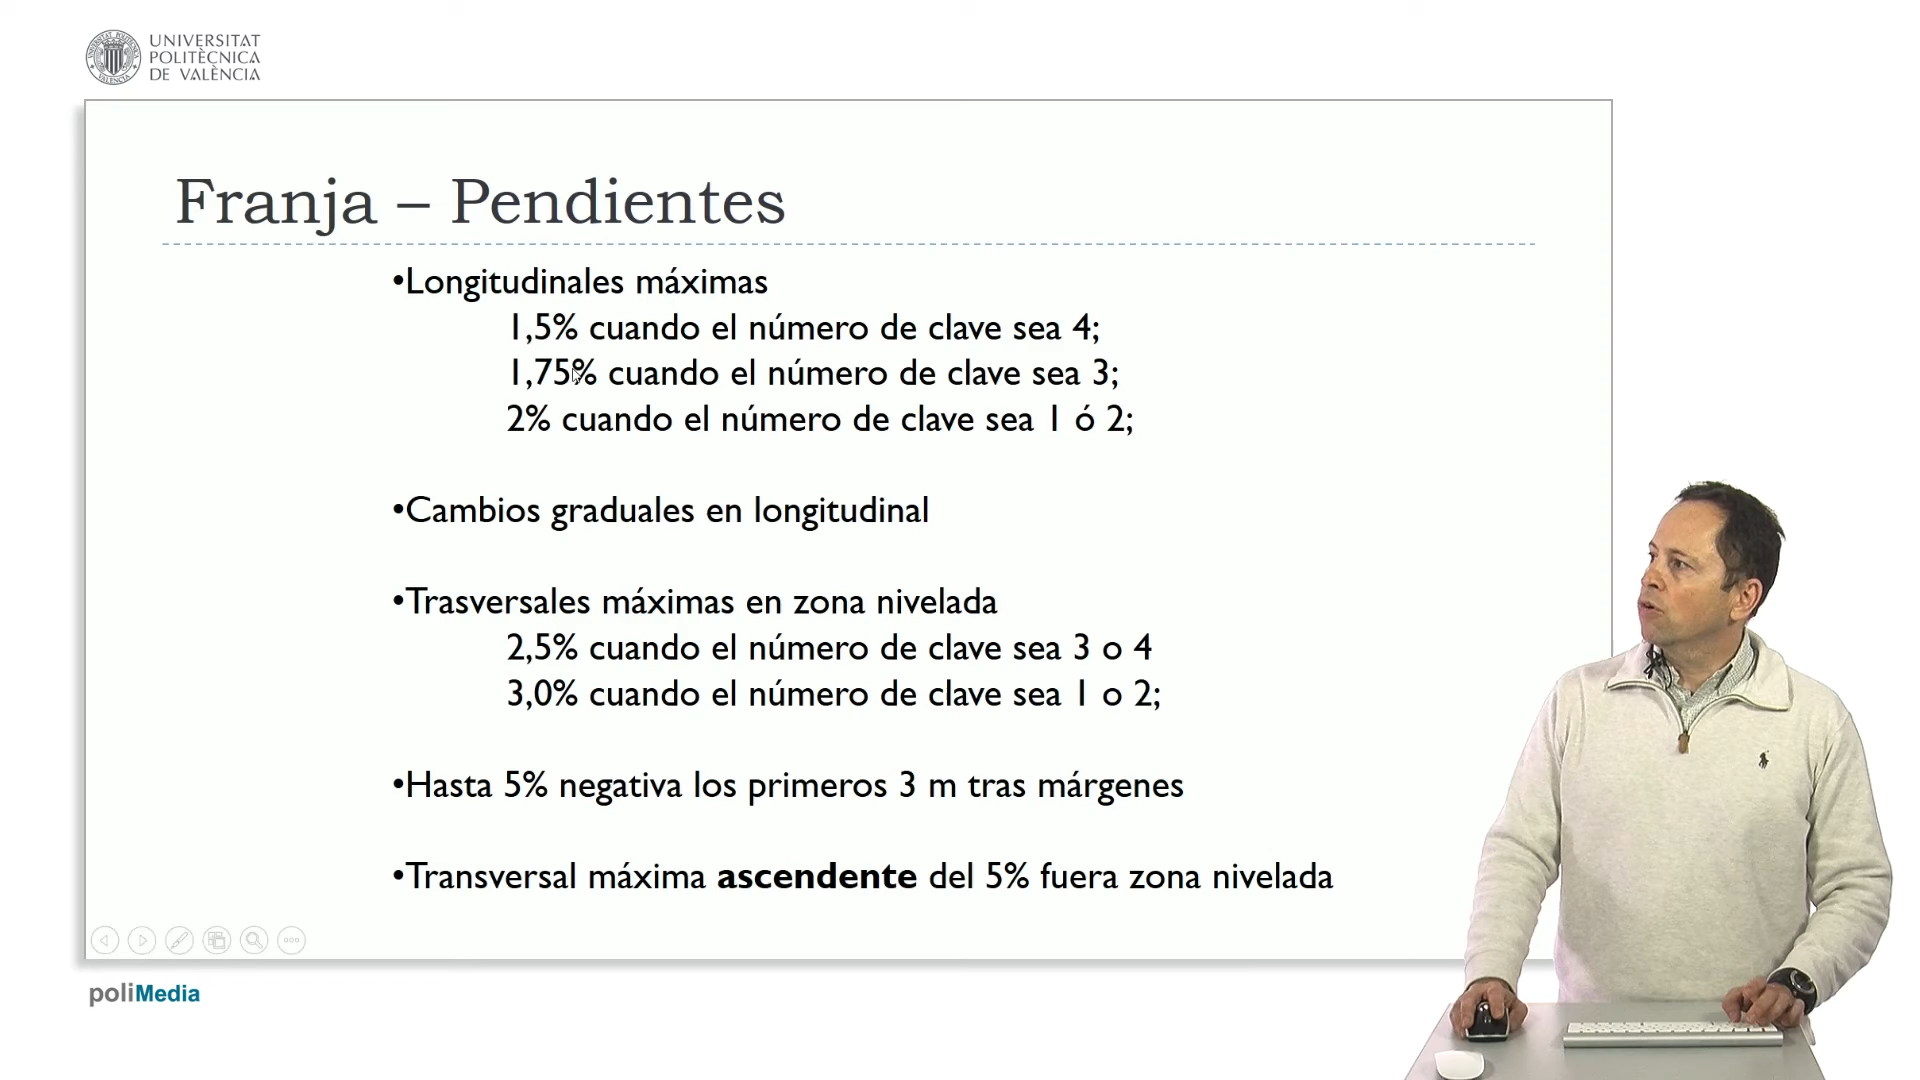 UNIVERSITAT
POLITÈCNICA
DE VALÈNCIA
Franja – Pendientes
•Longitudinales máximas
1,5% cuando el número de clave sea 4;
1,75% cuando el número de clave sea 3;
2% cuando el número de clave sea 1 ó 2;
•Cambios graduales en longitudinal
•Trasversales máximas en zona nivelada
2,5% cuando el número de clave sea 3 o 4
3,0% cuando el número de clave sea 1 o 2;
•Hasta 5% negativa los primeros 3 m tras márgenes
•Transversal máxima ascendente del 5% fuera zona nivelada
poliMedia